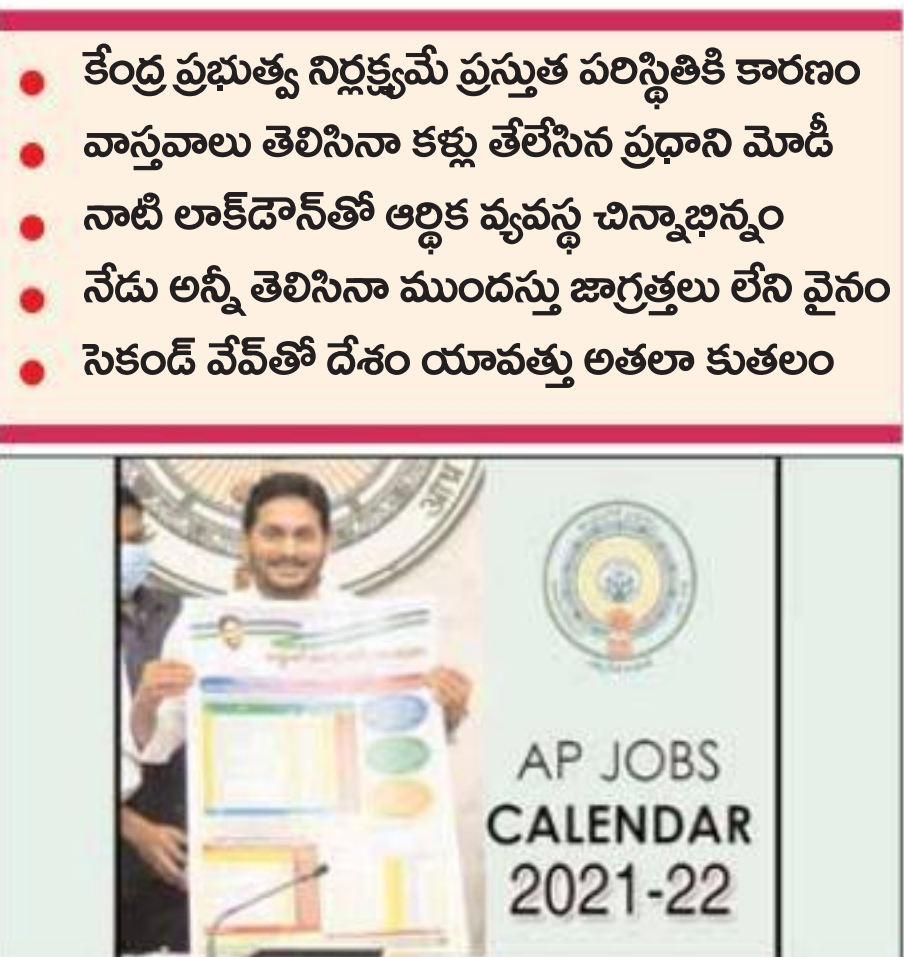 కేంద్ర ప్రభుత్వ నిర్లక్ష్యమే ప్రస్తుత పరిస్థితికి కారణం
వాస్తవాలు తెలిసినా కళ్లు తేలేసిన ప్రధాని మోడీ
నాటి లాక్‌డౌన్‌తో ఆర్థిక వ్యవస్థ చిన్నాభిన్నం
నేడు అన్నీ తెలిసినా ముందస్తు జాగ్రత్తలు లేని వైనం
సెకండ్ వేవ్‌తో దేశం యావత్తు అతలా కుతలం
AP JOBS
CALENDAR
2021-22